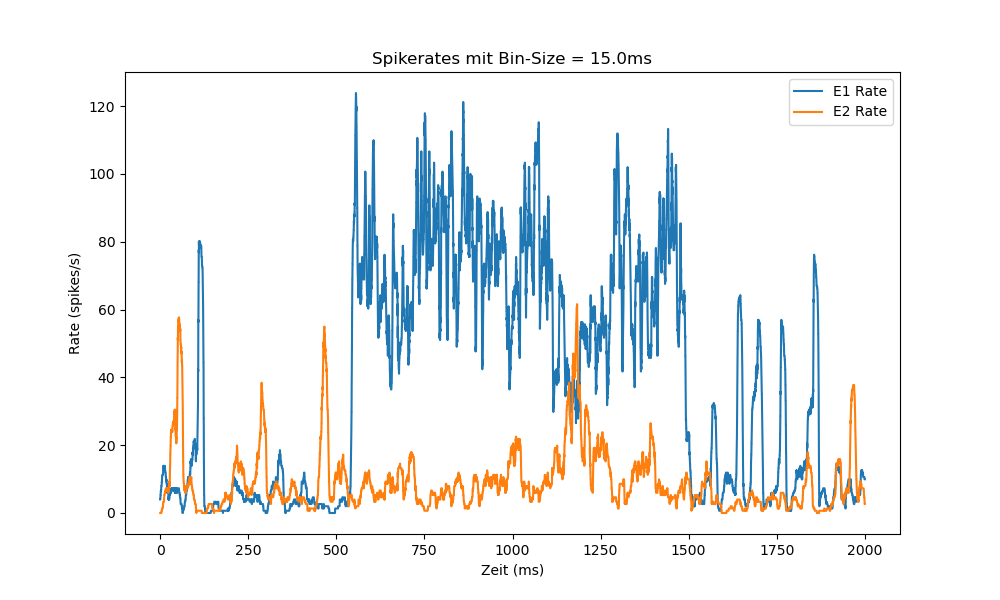 Spikerates mit Bin-Size = 15.0ms
E1 Rate
E2 Rate
120
100
80
60
40
20
0
Rate (spikes/s)
0 250 500 750 1000 1250 1500 1750 2000
Zeit (ms)